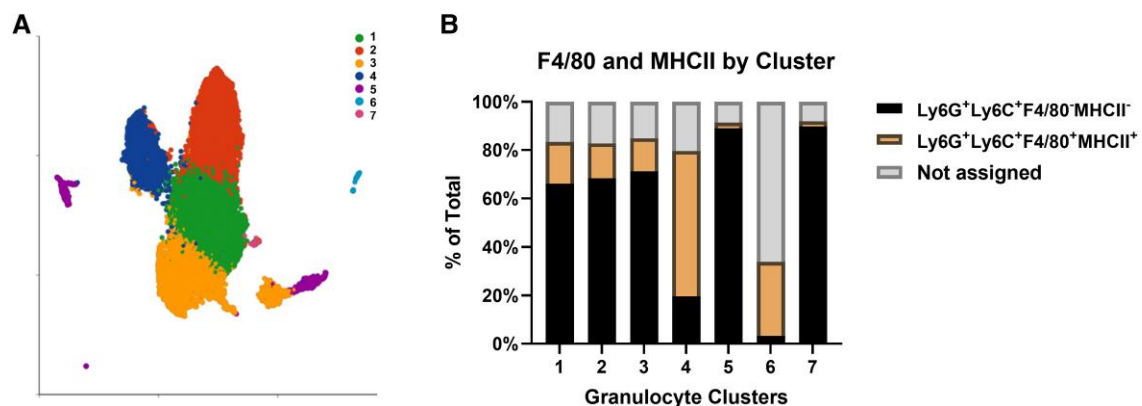 A
1
2
3
4
5
6
7
B
F4/80 and MHCII by Cluster
100%
80%
60%
40%
20%
0%
% of Total
1 2 3 4 5 6 7
Granulocyte Clusters
Ly6G⁺Ly6C⁺F4/80⁻MHCII⁻
Ly6G⁺Ly6C⁺F4/80⁺MHCII⁺
Not assigned